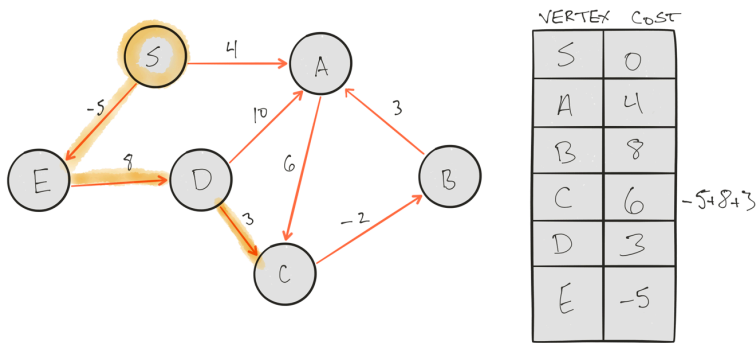 VERTEX COST
S 4 A
S 0
-5
A 4
10
3
B 8
E 8 D
6
B
C 6 -5+8+3
3
-2
D 3
C
E -5